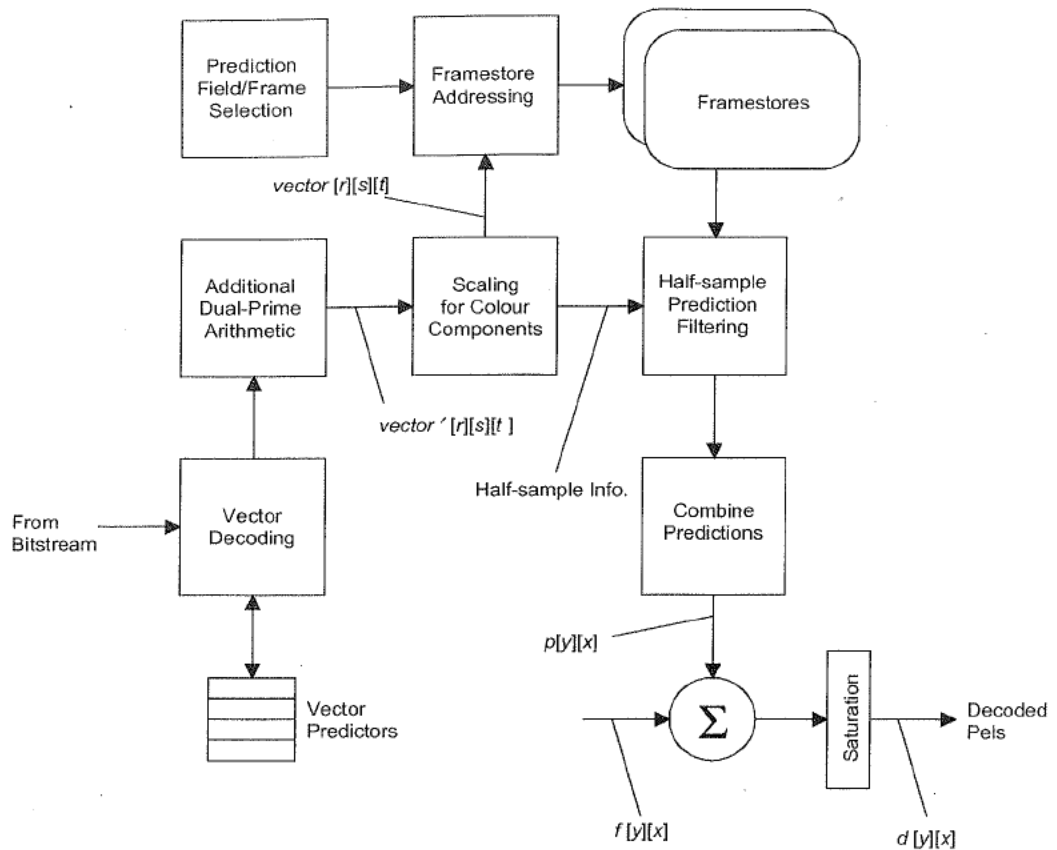 Prediction
Field/Frame
Selection
Framestore
Addressing
Framestores
vector [r][s][t]
Additional
Dual-Prime
Arithmetic
Scaling
for Colour
Components
Half-sample
Prediction
Filtering
vector ′ [r][s][t ]
Half-sample Info.
From
Bitstream
Vector
Decoding
Combine
Predictions
p[y][x]
Vector
Predictors
Σ
Saturation
Decoded
Pels
f [y][x]
d [y][x]